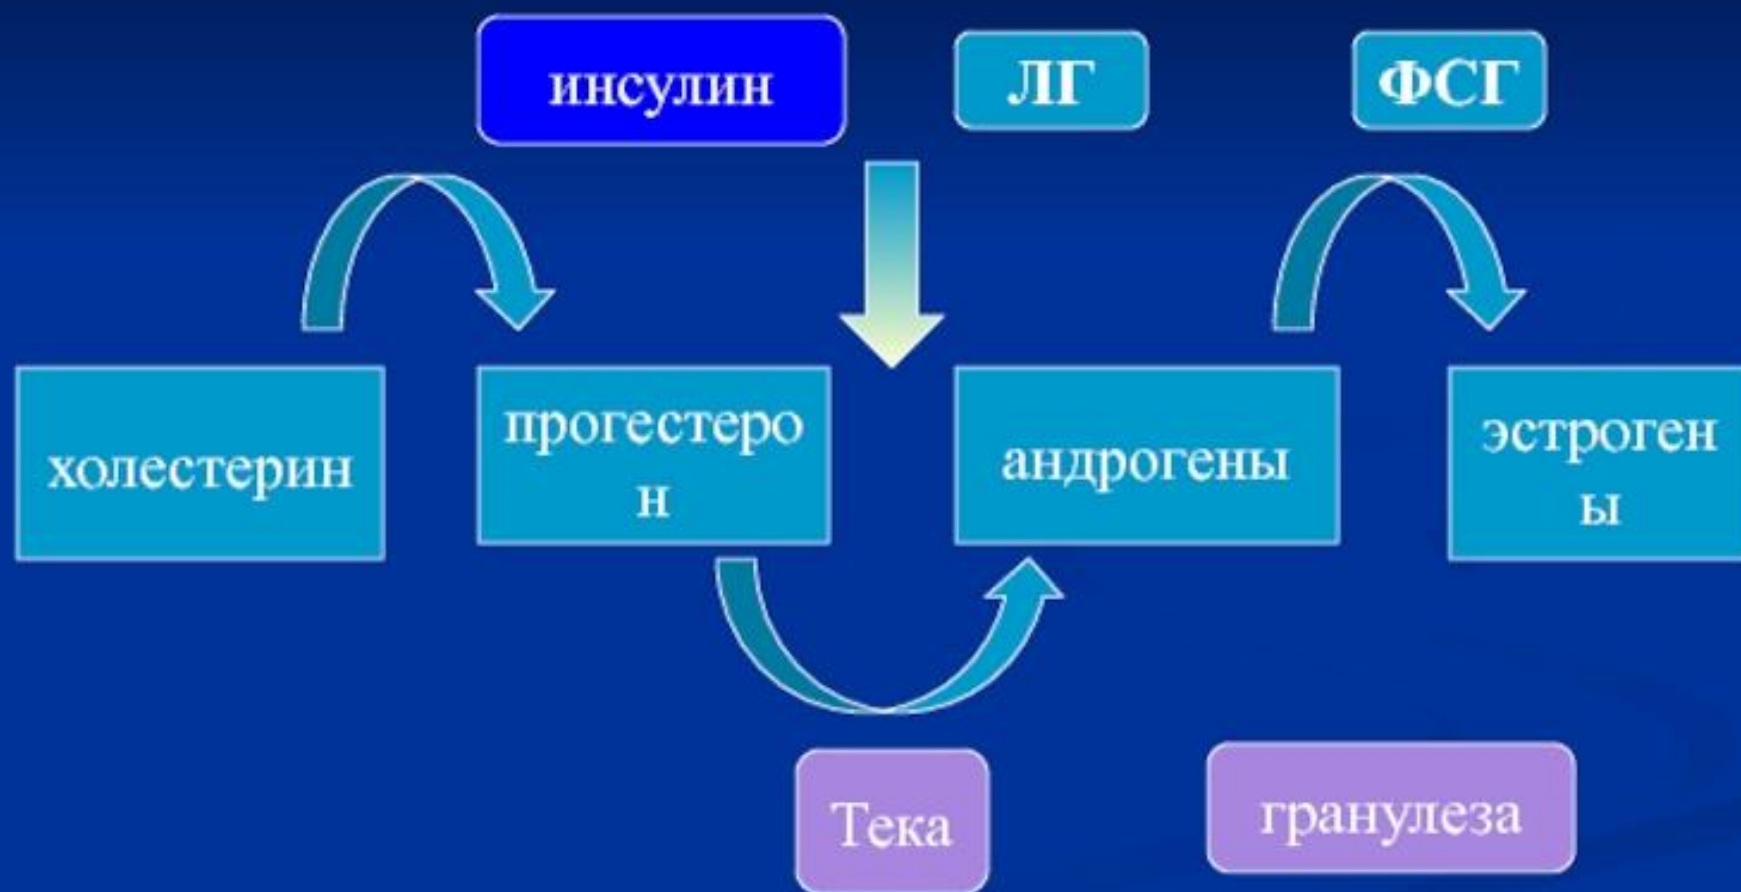 инсулин
ЛГ
ФСГ
холестерин
прогестеро
н
андрогены
эстроген
ы
Тека
гранулеза